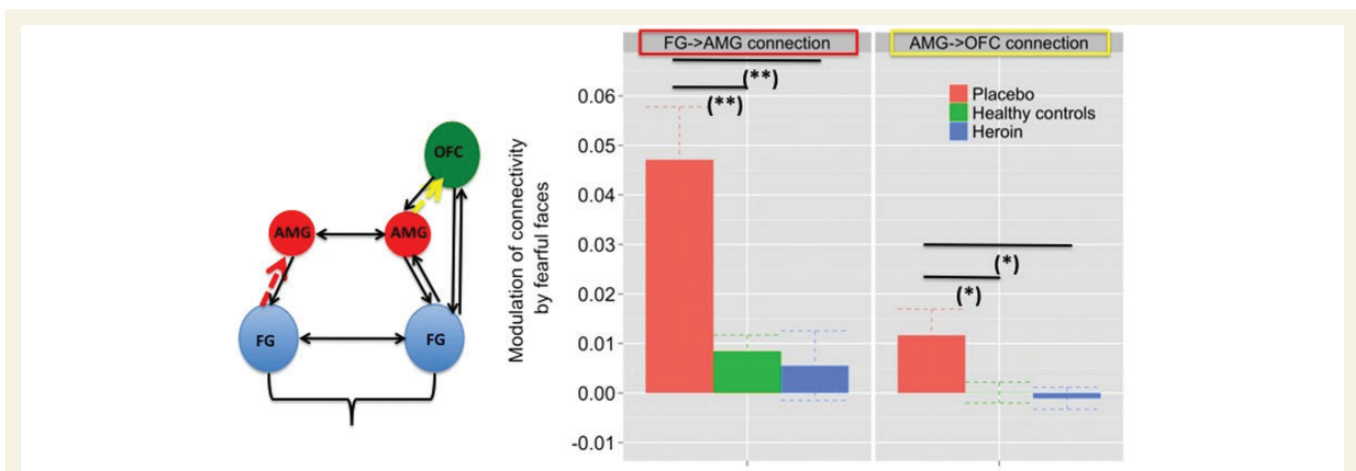 FG->AMG connection
AMG->OFC connection
(**)
(**)
Placebo
Healthy controls
Heroin
(*)
(*)
Modulation of connectivity
by fearful faces
0.06
0.05
0.04
0.03
0.02
0.01
0.00
-0.01
OFC
AMG
AMG
FG
FG